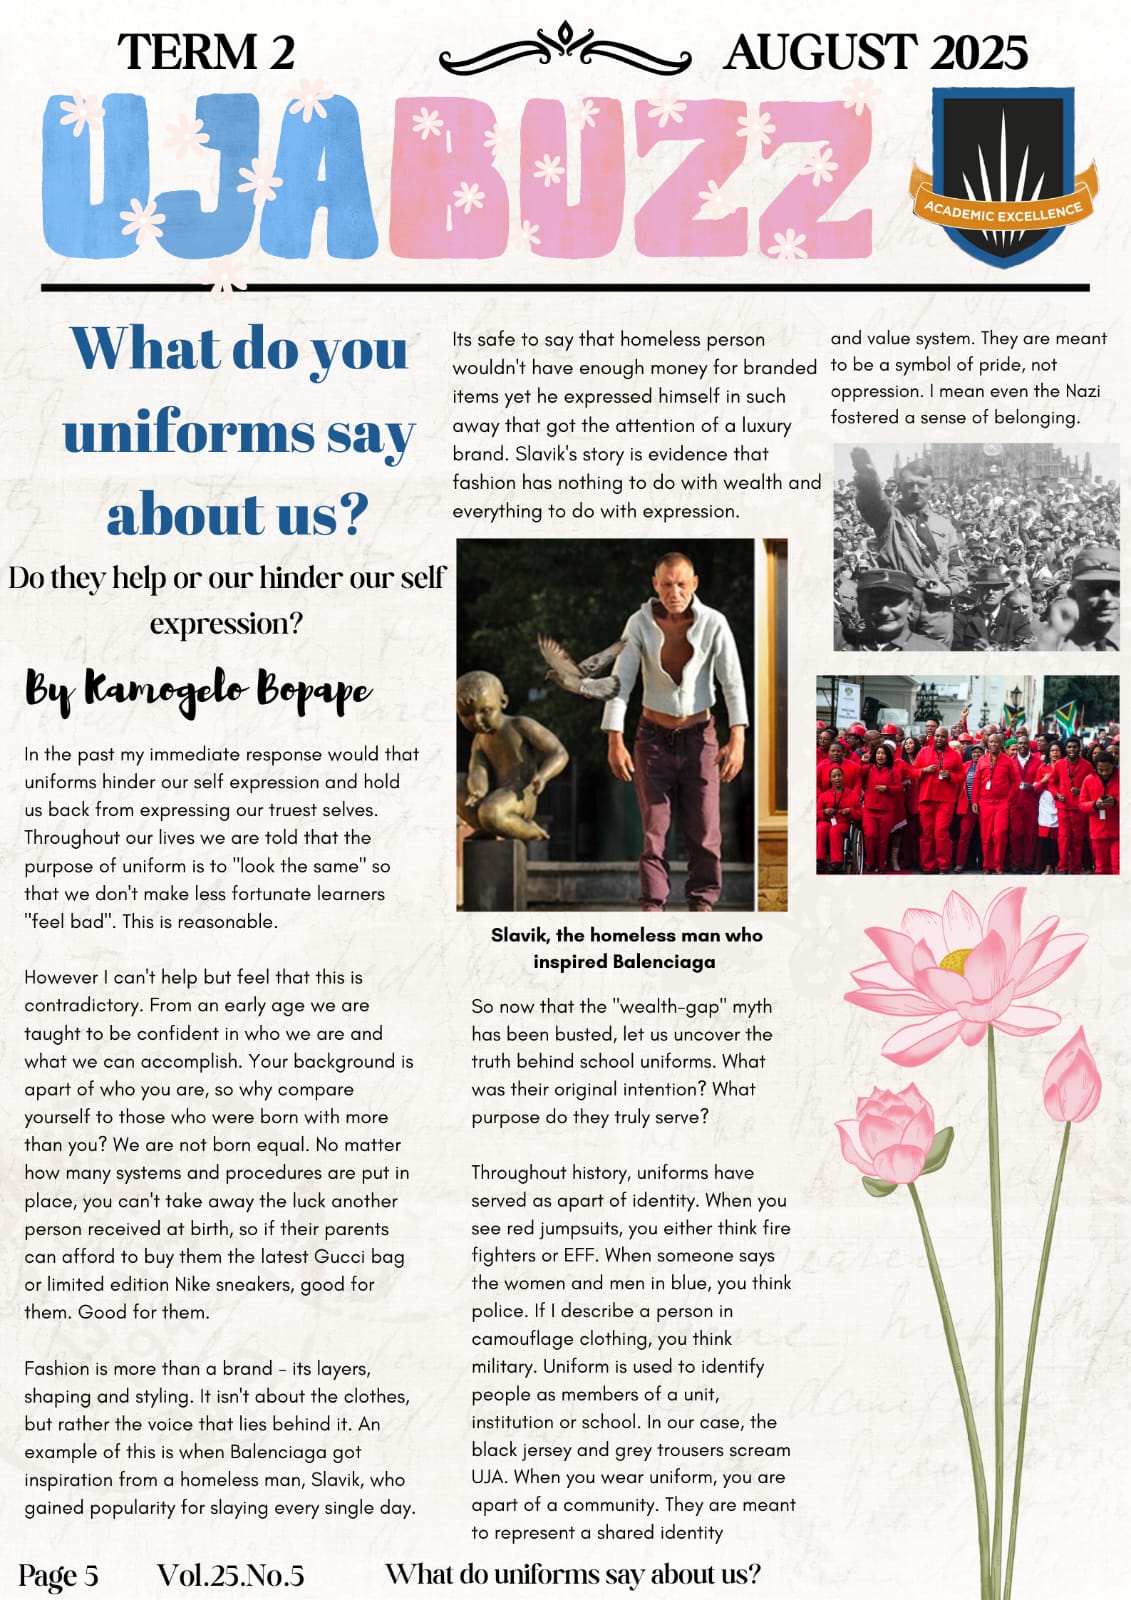 TERM 2
AUGUST 2025
UJABUZZ
ACADEMIC EXCELLENCE
What do you
uniforms say
about us?
Do they help or our hinder our self
expression?
By Kamogelo Bopape
In the past my immediate response would that
uniforms hinder our self expression and hold
us back from expressing our truest selves.
Throughout our lives we are told that the
purpose of uniform is to "look the same" so
that we don't make less fortunate learners
"feel bad". This is reasonable.
However I can't help but feel that this is
contradictory. From an early age we are
taught to be confident in who we are and
what we can accomplish. Your background is
apart of who you are, so why compare
yourself to those who were born with more
than you? We are not born equal. No matter
how many systems and procedures are put in
place, you can't take away the luck another
person received at birth, so if their parents
can afford to buy them the latest Gucci bag
or limited edition Nike sneakers, good for
them. Good for them.
Fashion is more than a brand - its layers,
shaping and styling. It isn't about the clothes,
but rather the voice that lies behind it. An
example of this is when Balenciaga got
inspiration from a homeless man, Slavik, who
gained popularity for slaying every single day.
Its safe to say that homeless person
wouldn't have enough money for branded
items yet he expressed himself in such
away that got the attention of a luxury
brand. Slavik's story is evidence that
fashion has nothing to do with wealth and
everything to do with expression.
Slavik, the homeless man who
inspired Balenciaga
So now that the "wealth-gap" myth
has been busted, let us uncover the
truth behind school uniforms. What
was their original intention? What
purpose do they truly serve?
Throughout history, uniforms have
served as apart of identity. When you
see red jumpsuits, you either think fire
fighters or EFF. When someone says
the women and men in blue, you think
police. If I describe a person in
camouflage clothing, you think
military. Uniform is used to identify
people as members of a unit,
institution or school. In our case, the
black jersey and grey trousers scream
UJA. When you wear uniform, you are
apart of a community. They are meant
to represent a shared identity
and value system. They are meant
to be a symbol of pride, not
oppression. I mean even the Nazi
fostered a sense of belonging.
Page 5
Vol.25.No.5
What do uniforms say about us?